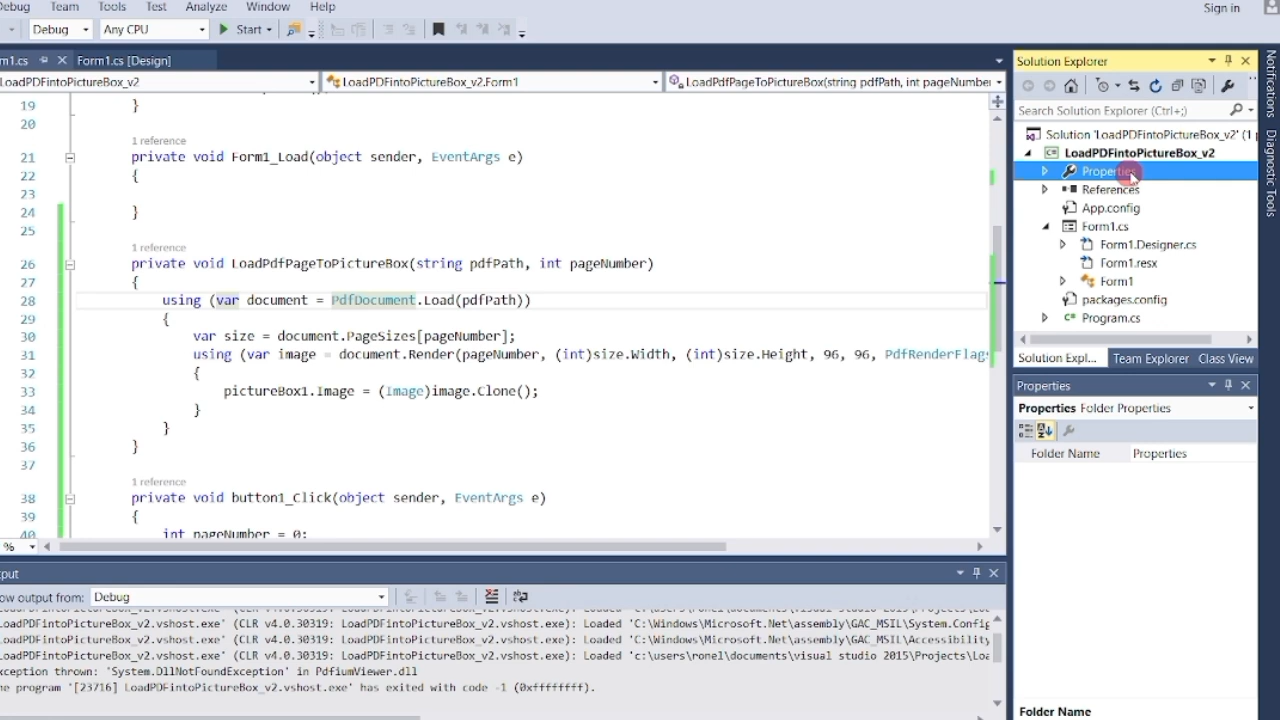 Debug Team Tools Test Analyze Window Help Sign in
Debug Any CPU Start
m1.cs Form1.cs [Design]
LoadPDFintoPictureBox_v2 LoadPDFintoPictureBox_v2.Form1 LoadPdfPageToPictureBox(string pdfPath, int pageNumber
19 }
20
1 reference
21 private void Form1_Load(object sender, EventArgs e)
22 {
23
24 }
25
1 reference
26 private void LoadPdfPageToPictureBox(string pdfPath, int pageNumber)
27 {
28 using (var document = PdfDocument.Load(pdfPath))
29 {
30 var size = document.PageSizes[pageNumber];
31 using (var image = document.Render(pageNumber, (int)size.Width, (int)size.Height, 96, 96, PdfRenderFlags
32 {
33 pictureBox1.Image = (Image)image.Clone();
34 }
35 }
36 }
37
1 reference
38 private void button1_Click(object sender, EventArgs e)
39 {
40 int pageNumber = 0;
%
Solution Explorer
Search Solution Explorer (Ctrl+;)
Solution 'LoadPDFintoPictureBox_v2' (1 p
LoadPDFintoPictureBox_v2
Properties
References
App.config
Form1.cs
Form1.Designer.cs
Form1.resx
Form1
packages.config
Program.cs
Solution Expl... Team Explorer Class View
Properties
Properties Folder Properties
Folder Name Properties
Folder Name
Notifications
Diagnostic Tools
put
ow output from: Debug
LoadPDFintoPictureBox_v2.vshost.exe' (CLR v4.0.30319: LoadPDFintoPictureBox_v2.vshost.exe): Loaded 'C:\Windows\Microsoft.Net\assembly\GAC_MSIL\System.Config
LoadPDFintoPictureBox_v2.vshost.exe' (CLR v4.0.30319: LoadPDFintoPictureBox_v2.vshost.exe): Loaded 'C:\Windows\Microsoft.Net\assembly\GAC_MSIL\Accessibility
LoadPDFintoPictureBox_v2.vshost.exe' (CLR v4.0.30319: LoadPDFintoPictureBox_v2.vshost.exe): Loaded 'c:\users\ronel\documents\visual studio 2015\Projects\Loa
xception thrown: 'System.DllNotFoundException' in PdfiumViewer.dll
he program '[23716] LoadPDFintoPictureBox_v2.vshost.exe' has exited with code -1 (0xffffffff).